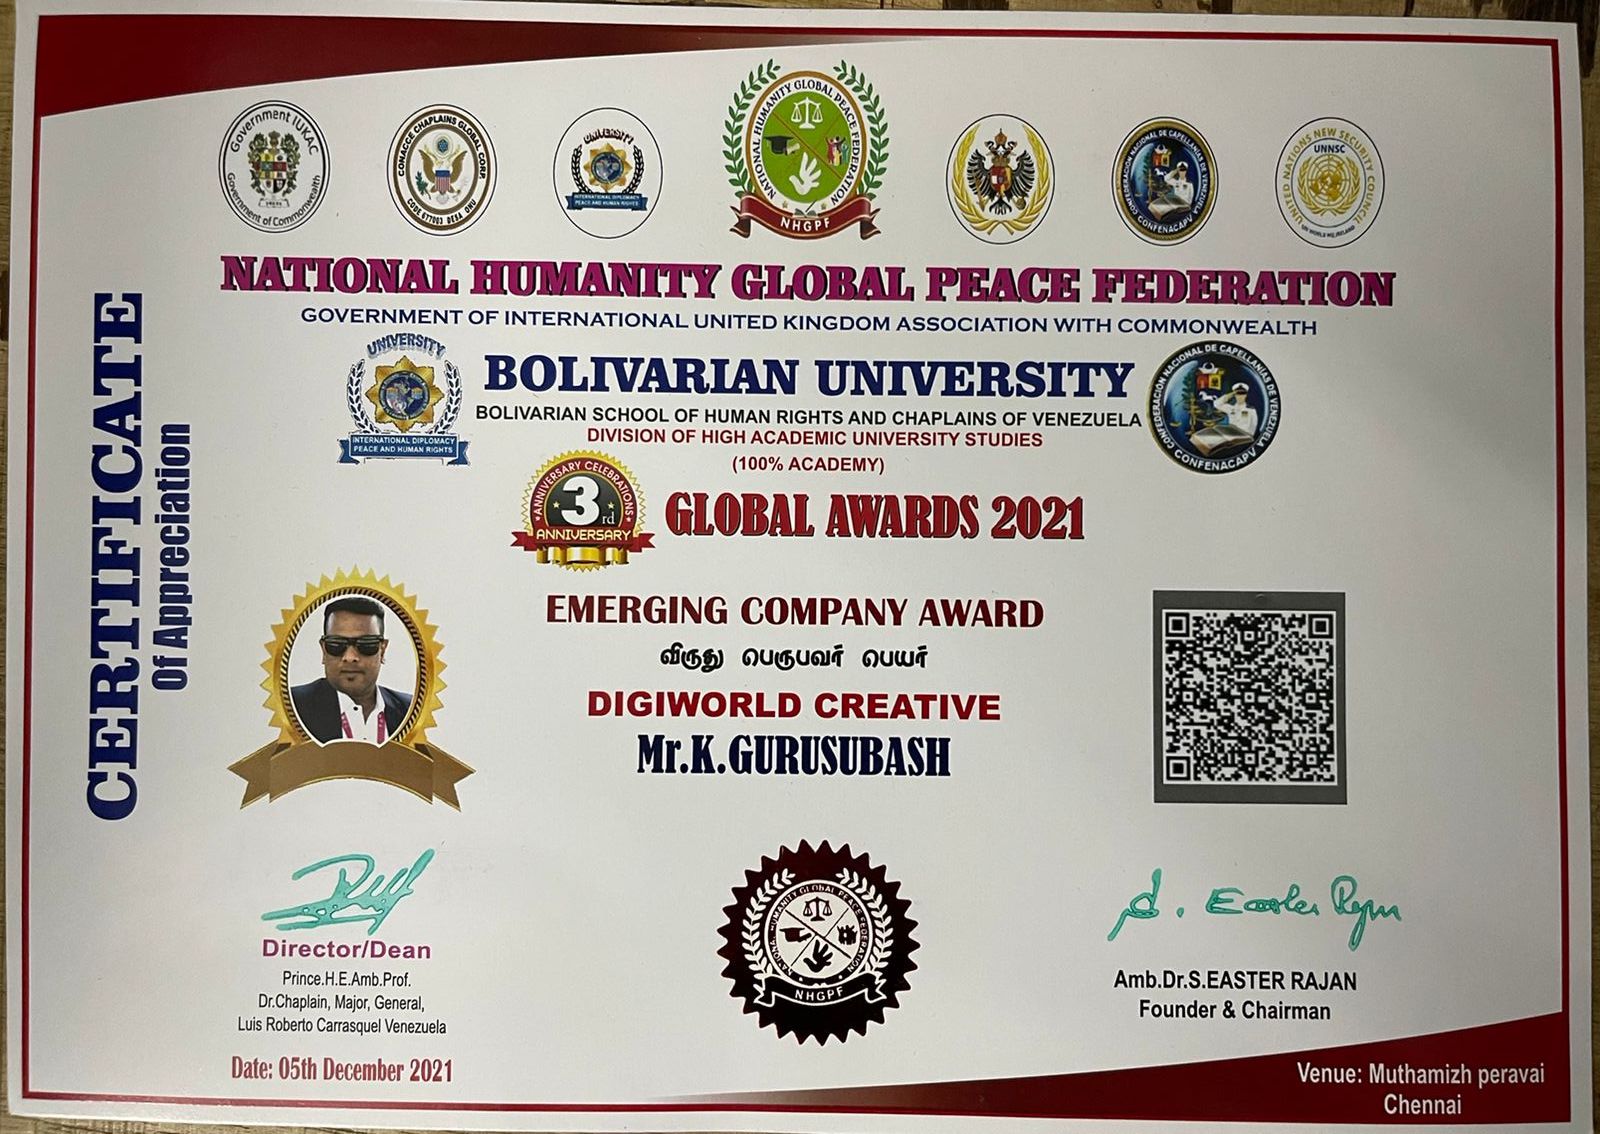 Government IUKAC
Government of Commonwealth
COMACCE CHAPLAINS GLOBAL CORP.
CODE 677003 DESA ONU
UNIVERSITY
INTERNATIONAL DIPLOMACY
PEACE AND HUMAN RIGHTS
NATIONAL HUMANITY GLOBAL PEACE FEDERATION
NHGPF
CONFEDERACIÓN NACIONAL DE CAPELLANÍAS DE VENEZUELA
CONFENACAPV
UNITED NATIONS NEW SECURITY COUNCIL
UNNSC
NATIONAL HUMANITY GLOBAL PEACE FEDERATION
GOVERNMENT OF INTERNATIONAL UNITED KINGDOM ASSOCIATION WITH COMMONWEALTH
UNIVERSITY
INTERNATIONAL DIPLOMACY
PEACE AND HUMAN RIGHTS
BOLIVARIAN UNIVERSITY
BOLIVARIAN SCHOOL OF HUMAN RIGHTS AND CHAPLAINS OF VENEZUELA
DIVISION OF HIGH ACADEMIC UNIVERSITY STUDIES
(100% ACADEMY)
CONFEDERACIÓN NACIONAL DE CAPELLANÍAS DE VENEZUELA
CONFENACAPV
CERTIFICATE
Of Appreciation
ANNIVERSARY CELEBRATIONS
3rd
ANNIVERSARY
GLOBAL AWARDS 2021
EMERGING COMPANY AWARD
விருது பெருபவர் பெயர்
DIGIWORLD CREATIVE
Mr.K.GURUSUBASH
Director/Dean
Prince.H.E.Amb.Prof.
Dr.Chaplain, Major, General,
Luis Roberto Carrasquel Venezuela
Date: 05th December 2021
NATIONAL HUMANITY GLOBAL PEACE FEDERATION
NHGPF
S. Easter Rajan
Amb.Dr.S.EASTER RAJAN
Founder & Chairman
Venue: Muthamizh peravai
Chennai